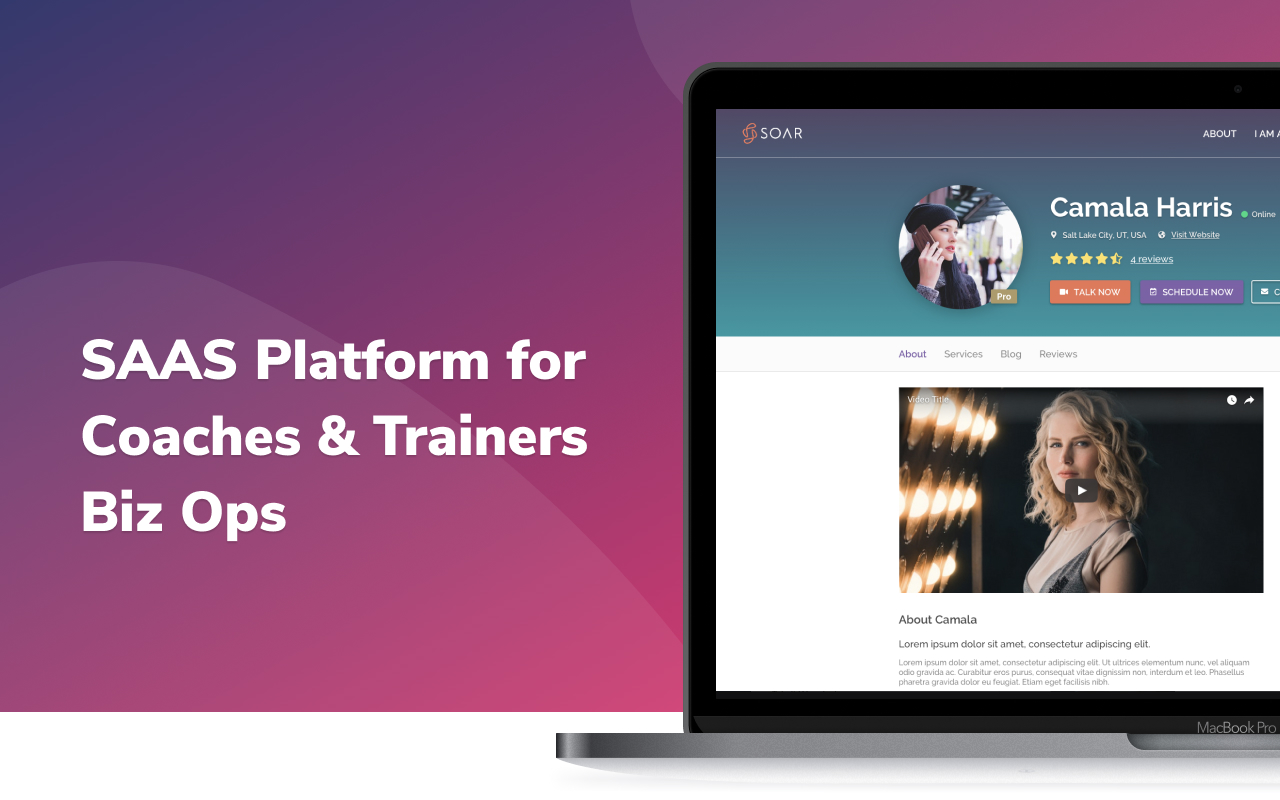 SAAS Platform for
Coaches & Trainers
Biz Ops
SOAR
ABOUT
I AM A
Camala Harris
Online
Salt Lake City, UT, USA
Visit Website
4 reviews
Pro
TALK NOW
SCHEDULE NOW
C
About
Services
Blog
Reviews
Video Title
About Camala
Lorem ipsum dolor sit amet, consectetur adipiscing elit.
Lorem ipsum dolor sit amet, consectetur adipiscing elit. Ut ultrices elementum nunc, vel aliquam
odio gravida ac. Curabitur eros purus, consequat vitae dignissim non, interdum et leo. Phasellus
pharetra gravida dolor eu feugiat. Etiam eget facilisis nibh.
MacBook Pro